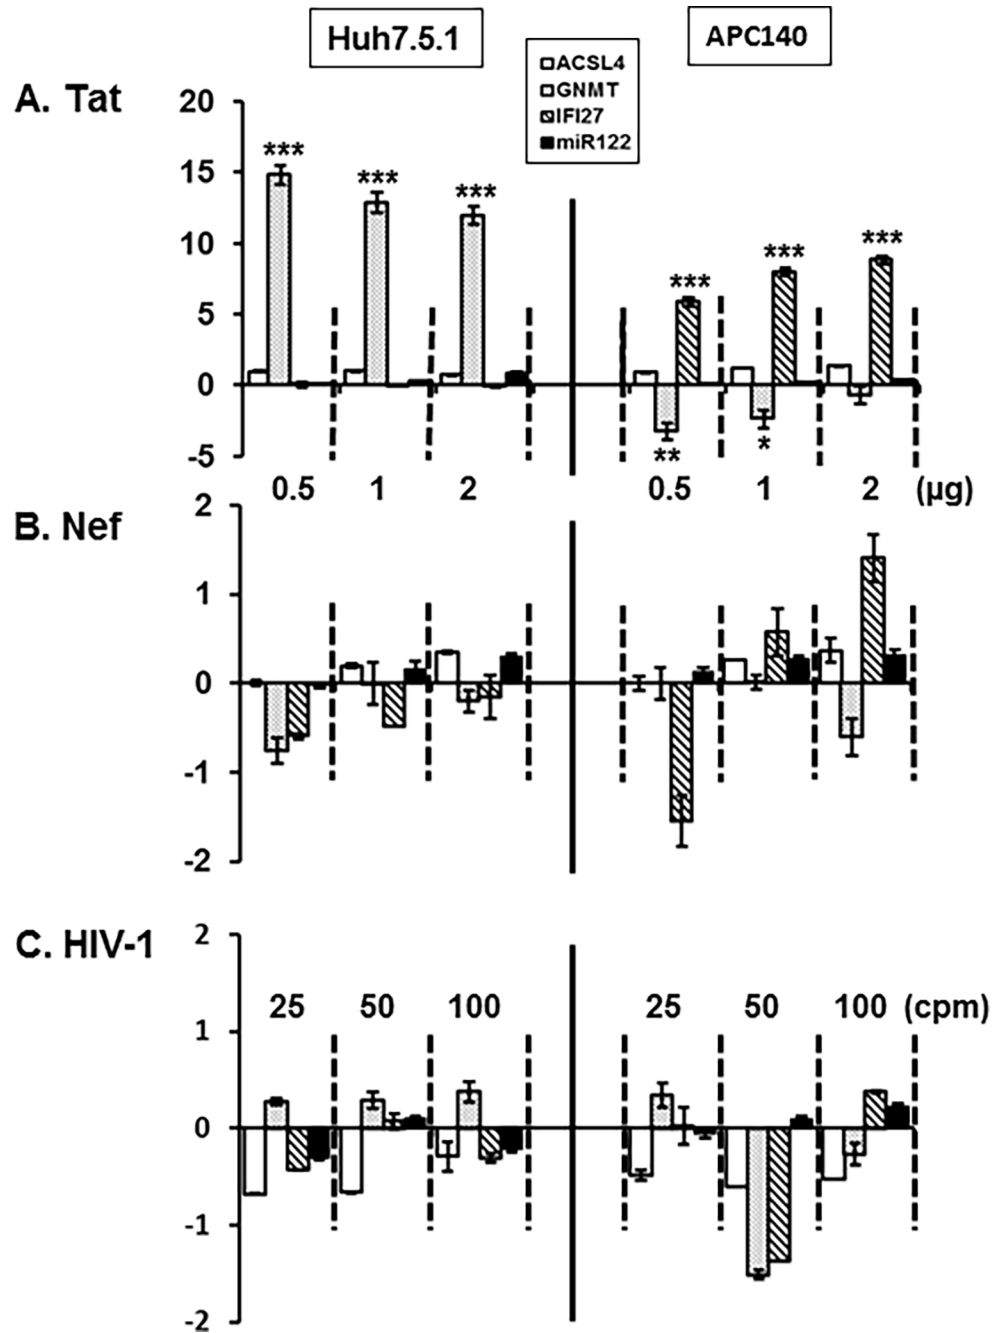 Huh7.5.1
APC140
ACSL4
GNMT
IFI27
miR122
A. Tat
20
15
10
5
0
-5
***
***
***
***
***
***
**
*
0.5 1 2 0.5 1 2 (µg)
B. Nef
2
1
0
-1
-2
C. HIV-1
2
1
0
-1
-2
25 50 100 25 50 100 (cpm)